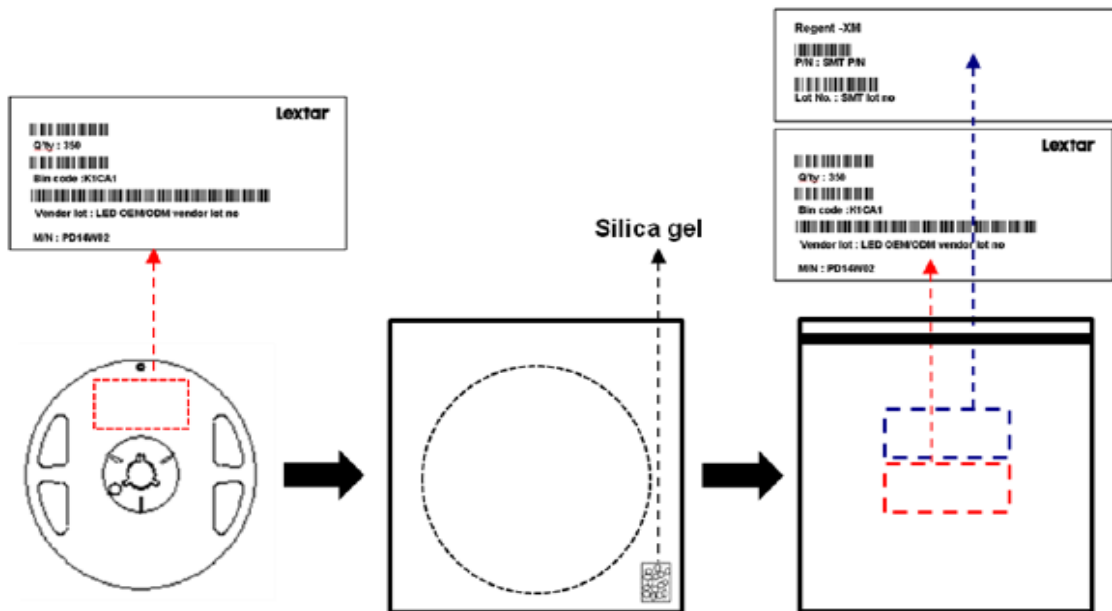 Lextar
Q'ty : 350
Bin code :K1CA1
Vendor lot : LED OEM/ODM vendor lot no
M/N : PD14W02
Silica gel
Regent -XM
P/N : SMT P/N
Lot No. : SMT lot no
Lextar
Q'ty : 350
Bin code :K1CA1
Vendor lot : LED OEM/ODM vendor lot no
M/N : PD14W02